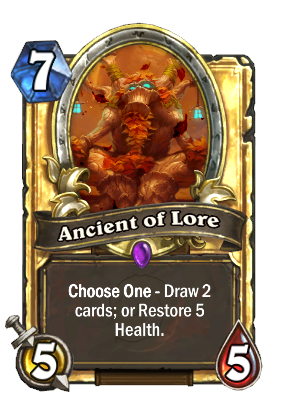 7
Ancient of Lore
Choose One - Draw 2
cards; or Restore 5
Health.
5
5